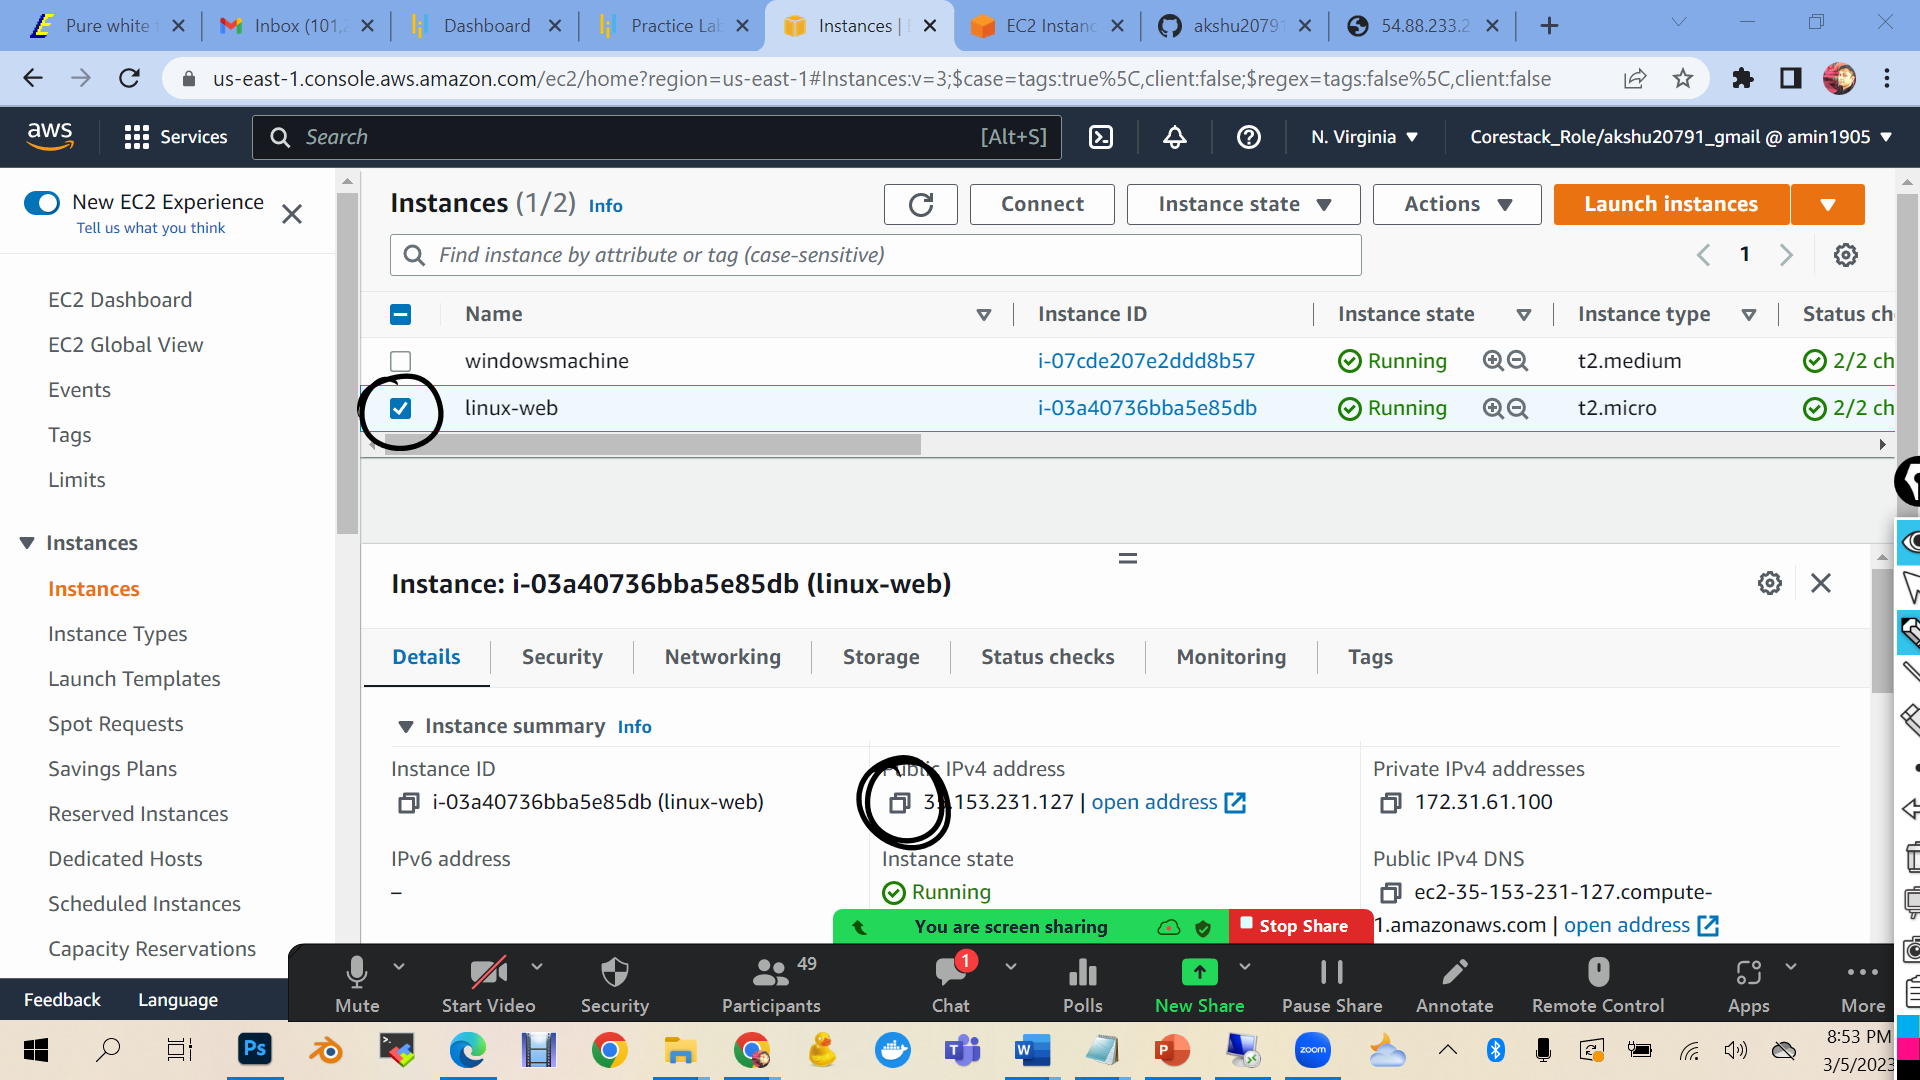 Pure white
Inbox (101,
Dashboard
Practice La
Instances |
EC2 Instanc
akshu2079
54.88.233.2
us-east-1.console.aws.amazon.com/ec2/home?region=us-east-1#Instances:v=3;$case=tags:true%5C,client:false;$regex=tags:false%5C,client:false
aws
Services
Search
[Alt+S]
N. Virginia
Corestack_Role/akshu20791_gmail @ amin1905
New EC2 Experience
Tell us what you think
EC2 Dashboard
EC2 Global View
Events
Tags
Limits
Instances
Instances
Instance Types
Launch Templates
Spot Requests
Savings Plans
Reserved Instances
Dedicated Hosts
Scheduled Instances
Capacity Reservations
Instances (1/2) Info
Connect
Instance state
Actions
Launch instances
Find instance by attribute or tag (case-sensitive)
1
Name Instance ID Instance state Instance type Status ch
windowsmachine i-07cde207e2ddd8b57 Running t2.medium 2/2 ch
linux-web i-03a40736bba5e85db Running t2.micro 2/2 ch
Instance: i-03a40736bba5e85db (linux-web)
Details Security Networking Storage Status checks Monitoring Tags
Instance summary Info
Instance ID
i-03a40736bba5e85db (linux-web)
Public IPv4 address
35.153.231.127 | open address
Private IPv4 addresses
172.31.61.100
IPv6 address
–
Instance state
Running
Public IPv4 DNS
ec2-35-153-231-127.compute-
1.amazonaws.com | open address
You are screen sharing
Stop Share
Feedback
Language
Mute
Start Video
Security
49
Participants
1
Chat
Polls
New Share
Pause Share
Annotate
Remote Control
Apps
More
Ps
W
P
zoom
8:53 PM
3/5/2023